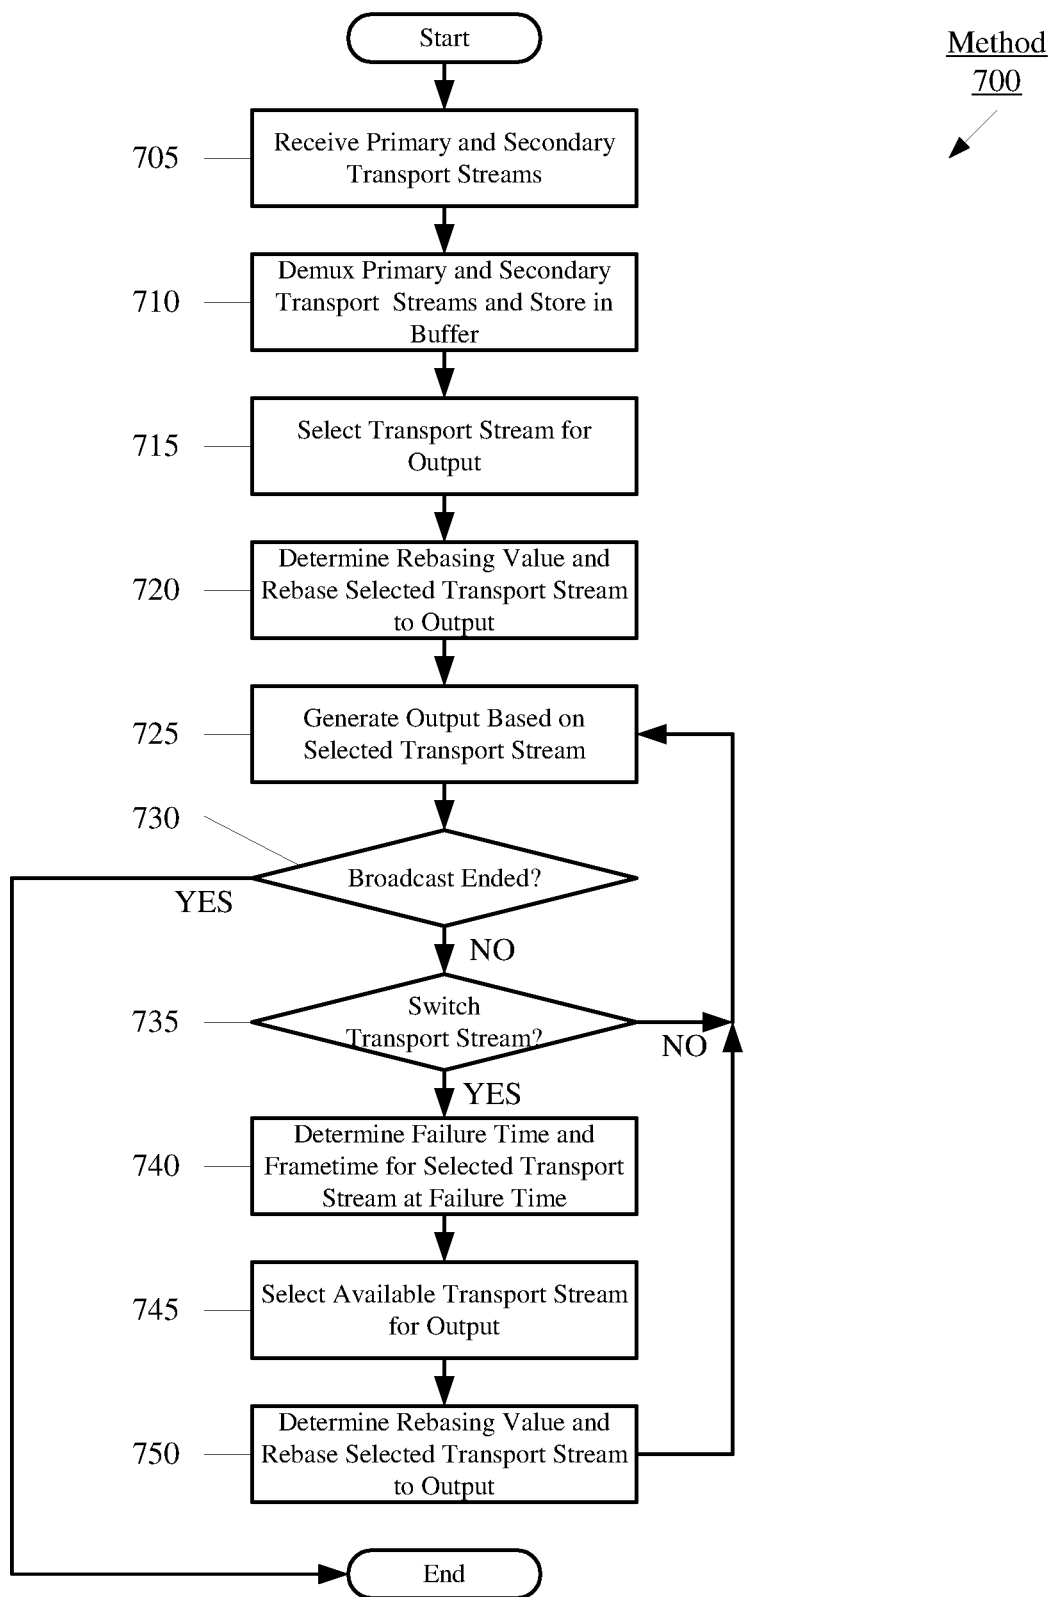 Start
Method
700
705
Receive Primary and Secondary
Transport Streams
710
Demux Primary and Secondary
Transport Streams and Store in
Buffer
715
Select Transport Stream for
Output
720
Determine Rebasing Value and
Rebase Selected Transport Stream
to Output
725
Generate Output Based on
Selected Transport Stream
730
Broadcast Ended?
YES
NO
735
Switch
Transport Stream?
NO
YES
740
Determine Failure Time and
Frametime for Selected Transport
Stream at Failure Time
745
Select Available Transport Stream
for Output
750
Determine Rebasing Value and
Rebase Selected Transport Stream
to Output
End